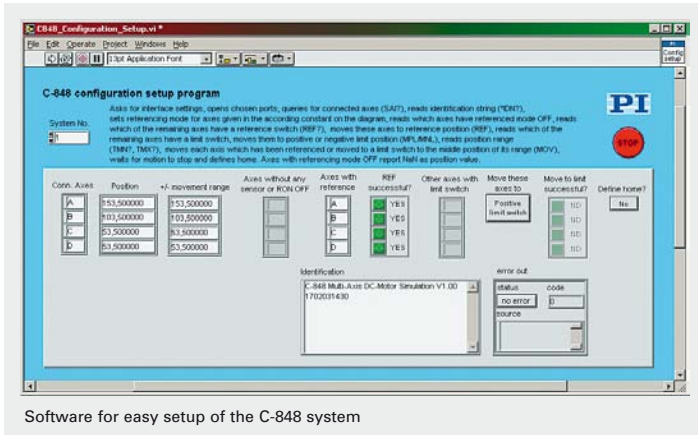 C848_Configuration_Setup.vi *
File Edit Operate Project Windows Help
13pt Application Font
Config setup
C-848 configuration setup program
PI
System No.
1
Asks for interface settings, opens chosen ports, queries for connected axes (SAI?), reads identification string (*IDN?),
sets referencing mode for axes given in the according constant on the diagram, reads which axes have referenced mode OFF, reads
which of the remaining axes have a reference switch (REF?), moves these axes to reference position (REF), reads which of the
remaining axes have a limit switch, moves them to positive or negative limit position (MPL/MNL), reads position range
(TMN?, TMX?), moves each axis which has been referenced or moved to a limit switch to the middle position of its range (MOV),
waits for motion to stop and defines home. Axes with referencing mode OFF report NaN as position value.
STOP
Conn. Axes Position +/- movement range Axes without any sensor or RON OFF Axes with reference REF successful? Other axes with limit switch Move these axes to Move to limit successful? Define home?
A 153,500000 153,500000 A YES Positive limit switch NO No
B 103,500000 103,500000 B YES NO
C 53,500000 53,500000 C YES NO
D 53,500000 53,500000 D YES NO
Identification
C-848 Multi-Axis DC-Motor Simulation V1.00
1702031430
error out
status code
no error 0
source
Software for easy setup of the C-848 system